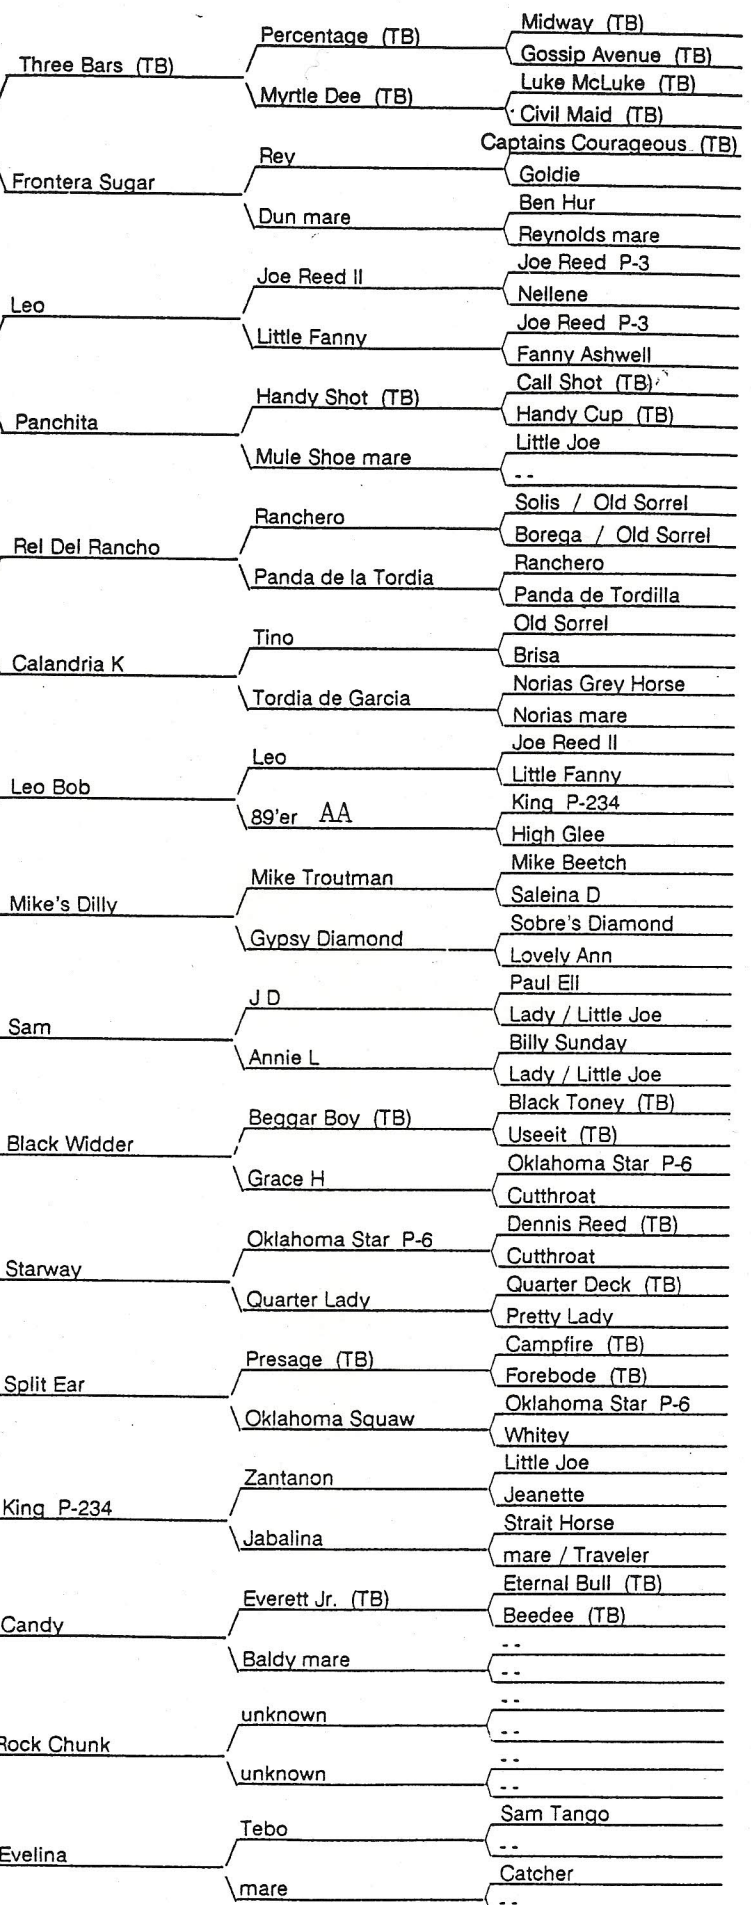 Midway (TB)
Percentage (TB)
Gossip Avenue (TB)
Three Bars (TB)
Luke McLuke (TB)
Myrtle Dee (TB)
Civil Maid (TB)
Captains Courageous (TB)
Rey
Goldie
Frontera Sugar
Ben Hur
Dun mare
Reynolds mare
Joe Reed P-3
Joe Reed II
Nellene
Leo
Joe Reed P-3
Little Fanny
Fanny Ashwell
Call Shot (TB)
Handy Shot (TB)
Handy Cup (TB)
Panchita
Little Joe
Mule Shoe mare
--
Solis / Old Sorrel
Ranchero
Borega / Old Sorrel
Rel Del Rancho
Ranchero
Panda de la Tordia
Panda de Tordilla
Old Sorrel
Tino
Brisa
Calandria K
Norias Grey Horse
Tordia de Garcia
Norias mare
Joe Reed II
Leo
Little Fanny
Leo Bob
King P-234
89'er AA
High Glee
Mike Beetch
Mike Troutman
Saleina D
Mike's Dilly
Sobre's Diamond
Gypsy Diamond
Lovely Ann
Paul Ell
J D
Lady / Little Joe
Sam
Billy Sunday
Annie L
Lady / Little Joe
Black Toney (TB)
Beggar Boy (TB)
Useeit (TB)
Black Widder
Oklahoma Star P-6
Grace H
Cutthroat
Dennis Reed (TB)
Oklahoma Star P-6
Cutthroat
Starway
Quarter Deck (TB)
Quarter Lady
Pretty Lady
Campfire (TB)
Presage (TB)
Forebode (TB)
Split Ear
Oklahoma Star P-6
Oklahoma Squaw
Whitey
Little Joe
Zantanon
Jeanette
King P-234
Strait Horse
Jabalina
mare / Traveler
Eternal Bull (TB)
Everett Jr. (TB)
Beedee (TB)
Candy
--
Baldy mare
--
--
unknown
--
Rock Chunk
--
unknown
--
Sam Tango
Tebo
--
Evelina
Catcher
mare
--